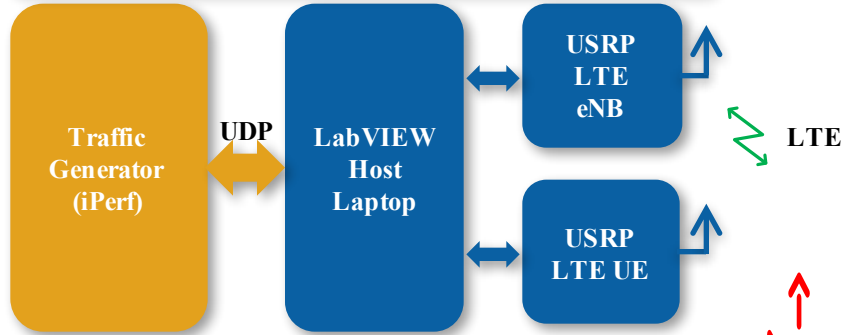 Traffic
Generator
(iPerf)
UDP
LabVIEW
Host
Laptop
USRP
LTE
eNB
USRP
LTE UE
LTE